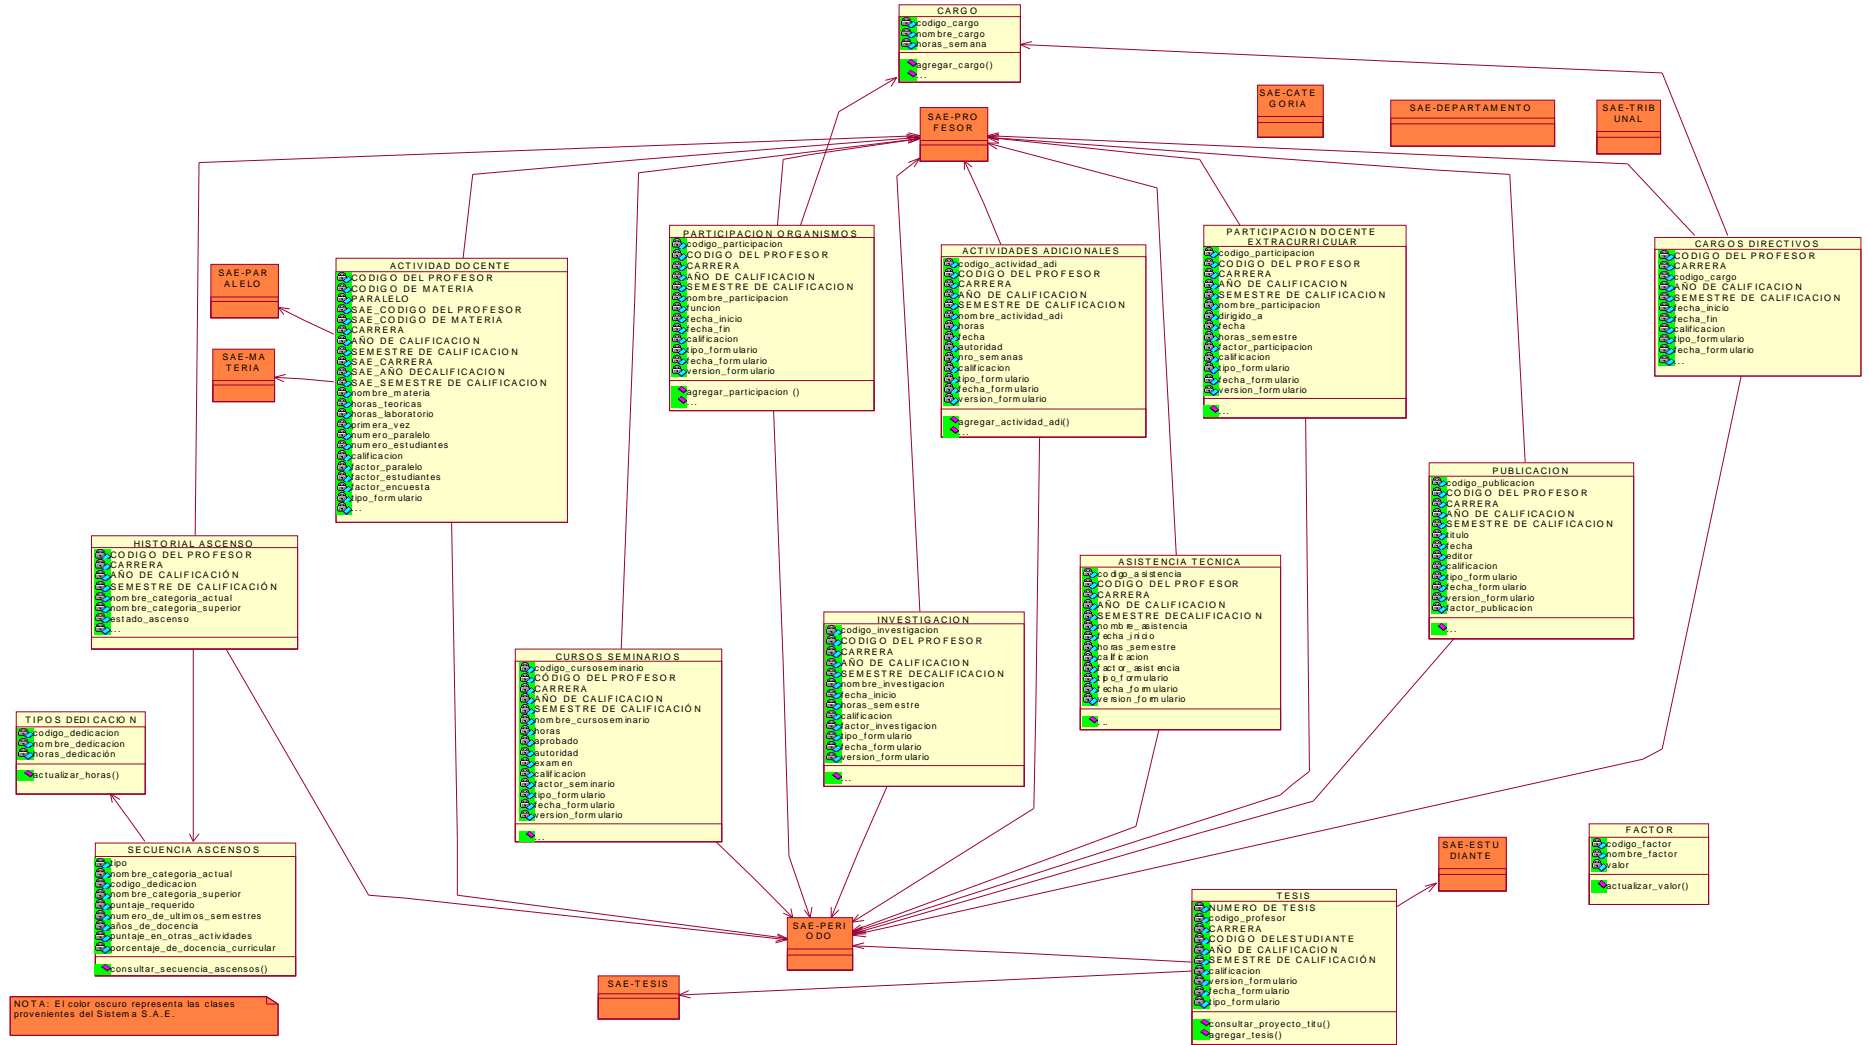 CARGO
codigo_cargo
nombre_cargo
horas_semana
agregar_cargo()
...
SAE-PRO
FESOR
SAE-CATE
GORIA
SAE-DEPARTAMENTO
SAE-TRIB
UNAL
SAE-PAR
ALELO
SAE-MA
TERIA
ACTIVIDAD DOCENTE
CODIGO DEL PROFESOR
CODIGO DE MATERIA
PARALELO
SAE_CODIGO DEL PROFESOR
SAE_CODIGO DE MATERIA
CARRERA
AÑO DE CALIFICACION
SEMESTRE DE CALIFICACION
SAE_CARRERA
SAE_AÑO DECALIFICACION
SAE_SEMESTRE DE CALIFICACION
nombre_materia
horas_teoricas
horas_laboratorio
primera_vez
numero_paralelo
numero_estudiantes
calificacion
factor_paralelo
factor_estudiantes
factor_encuesta
tipo_formulario
...
PARTICIPACION ORGANISMOS
codigo_participacion
CODIGO DEL PROFESOR
CARRERA
AÑO DE CALIFICACION
SEMESTRE DE CALIFICACION
nombre_participacion
funcion
fecha_inicio
fecha_fin
calificacion
tipo_formulario
fecha_formulario
version_formulario
agregar_participacion ()
...
ACTIVIDADES ADICIONALES
codigo_actividad_adi
CODIGO DEL PROFESOR
CARRERA
AÑO DE CALIFICACION
SEMESTRE DE CALIFICACION
nombre_actividad_adi
horas
fecha
autoridad
nro_semanas
calificacion
tipo_formulario
fecha_formulario
version_formulario
agregar_actividad_adi()
...
PARTICIPACION DOCENTE
EXTRACURRICULAR
codigo_participacion
CODIGO DEL PROFESOR
CARRERA
AÑO DE CALIFICACION
SEMESTRE DE CALIFICACION
nombre_participacion
dirigido_a
fecha
horas_semestre
factor_participacion
calificacion
tipo_formulario
fecha_formulario
version_formulario
...
CARGOS DIRECTIVOS
CODIGO DEL PROFESOR
CARRERA
codigo_cargo
AÑO DE CALIFICACION
SEMESTRE DE CALIFICACION
fecha_inicio
fecha_fin
calificacion
tipo_formulario
fecha_formulario
...
PUBLICACION
codigo_publicacion
CODIGO DEL PROFESOR
CARRERA
AÑO DE CALIFICACION
SEMESTRE DE CALIFICACION
titulo
fecha
editor
calificacion
tipo_formulario
fecha_formulario
version_formulario
factor_publicacion
...
HISTORIAL ASCENSO
CODIGO DEL PROFESOR
CARRERA
AÑO DE CALIFICACIÓN
SEMESTRE DE CALIFICACIÓN
nombre_categoria_actual
nombre_categoria_superior
estado_ascenso
...
ASISTENCIA TECNICA
codigo_asistencia
CODIGO DEL PROFESOR
CARRERA
AÑO DE CALIFICACION
SEMESTRE DECALIFICACION
nombre_asistencia
fecha_inicio
horas_semestre
calificacion
factor_asistencia
tipo_formulario
fecha_formulario
version_formulario
...
INVESTIGACION
codigo_investigacion
CODIGO DEL PROFESOR
CARRERA
AÑO DE CALIFICACION
SEMESTRE DECALIFICACION
nombre_investigacion
fecha_inicio
horas_semestre
calificacion
factor_investigacion
tipo_formulario
fecha_formulario
version_formulario
...
CURSOS SEMINARIOS
codigo_cursoseminario
CÓDIGO DEL PROFESOR
CARRERA
AÑO DE CALIFICACION
SEMESTRE DE CALIFICACIÓN
nombre_cursoseminario
horas
aprobado
autoridad
examen
calificacion
factor_seminario
tipo_formulario
fecha_formulario
version_formulario
...
TIPOS DEDICACION
codigo_dedicacion
nombre_dedicacion
horas_dedicación
actualizar_horas()
SECUENCIA ASCENSOS
tipo
nombre_categoria_actual
codigo_dedicacion
nombre_categoria_superior
puntaje_requerido
numero_de_ultimos_semestres
años_de_docencia
puntaje_en_otras_actividades
porcentaje_de_docencia_curricular
consultar_secuencia_ascensos()
SAE-ESTU
DIANTE
FACTOR
codigo_factor
nombre_factor
valor
actualizar_valor()
TESIS
NUMERO DE TESIS
codigo_profesor
CARRERA
CODIGO DELESTUDIANTE
AÑO DE CALIFICACION
SEMESTRE DE CALIFICACIÓN
calificacion
version_formulario
fecha_formulario
tipo_formulario
consultar_proyecto_titu()
agregar_tesis()
SAE-PERI
ODO
SAE-TESIS
NOTA: El color oscuro representa las clases
provenientes del Sistema S.A.E.